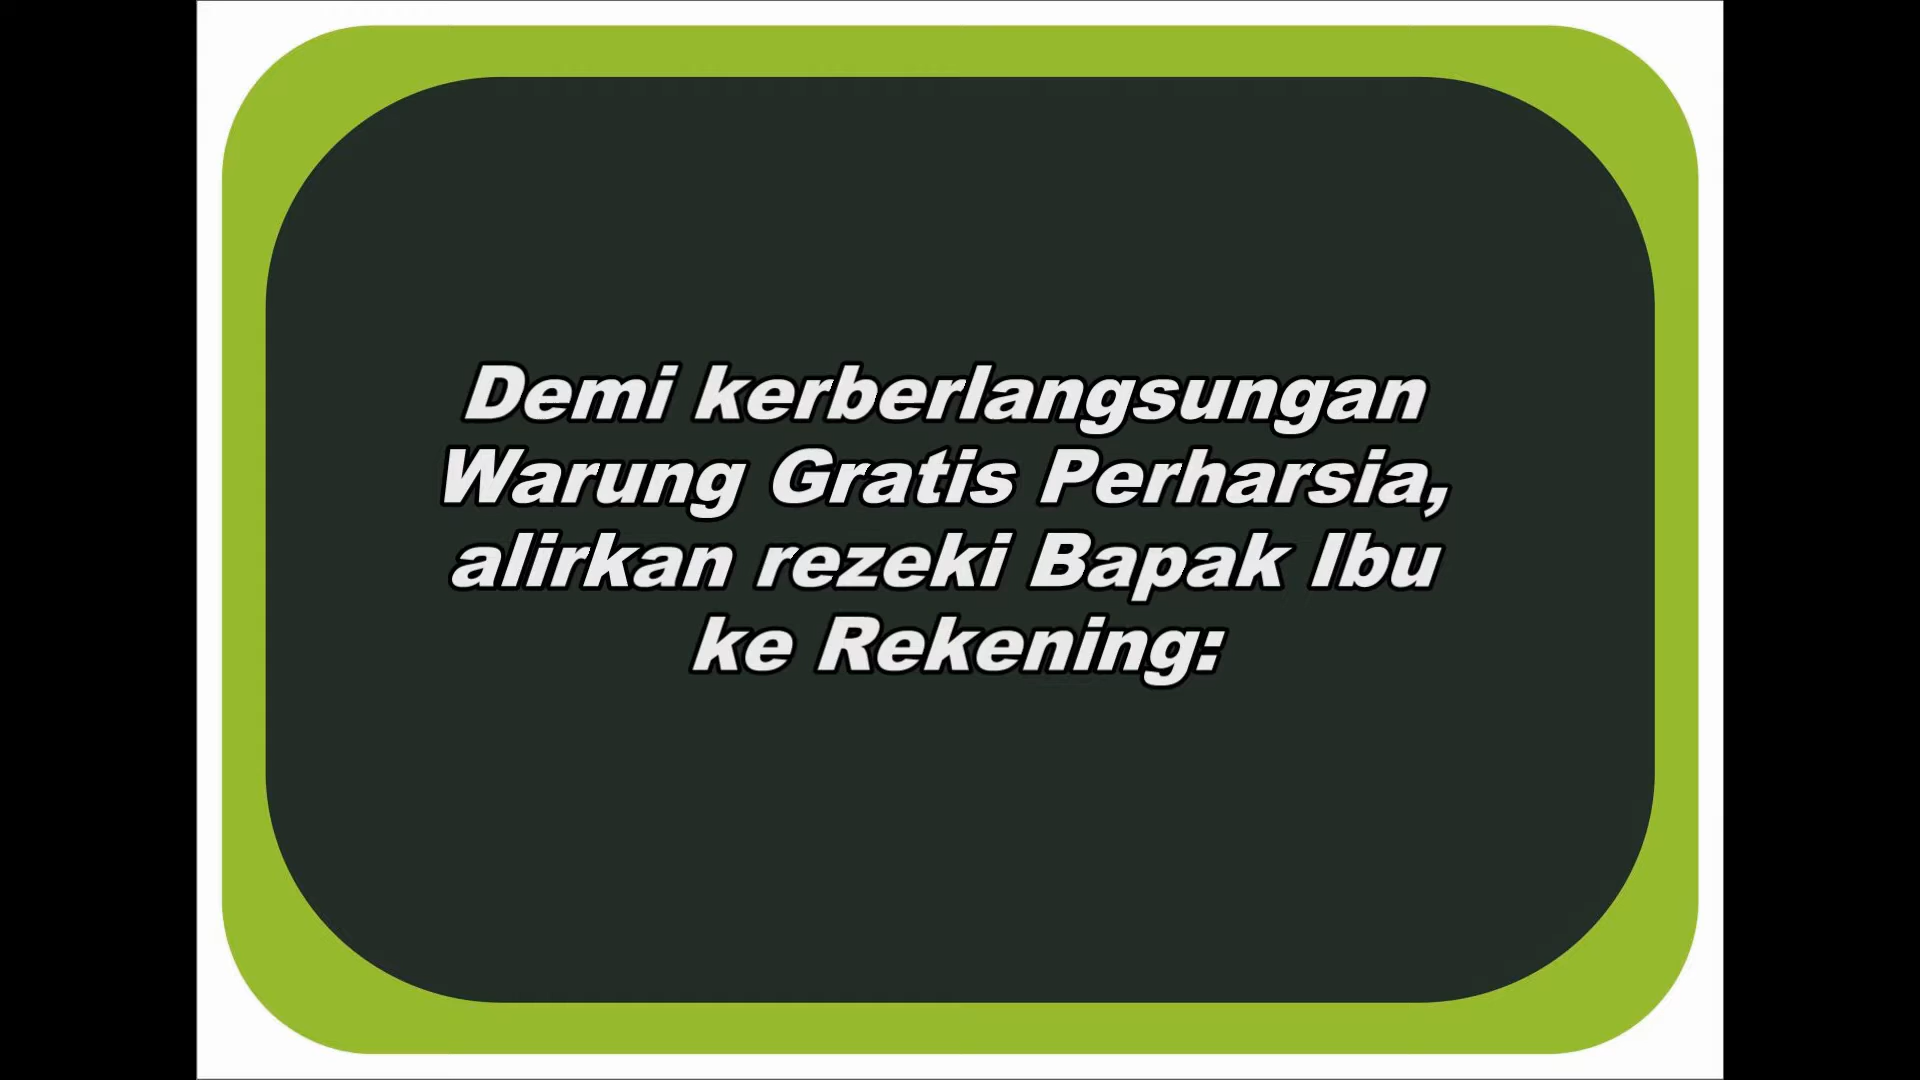 Demi kerberlangsungan
Warung Gratis Perharsia,
alirkan rezeki Bapak Ibu
ke Rekening: